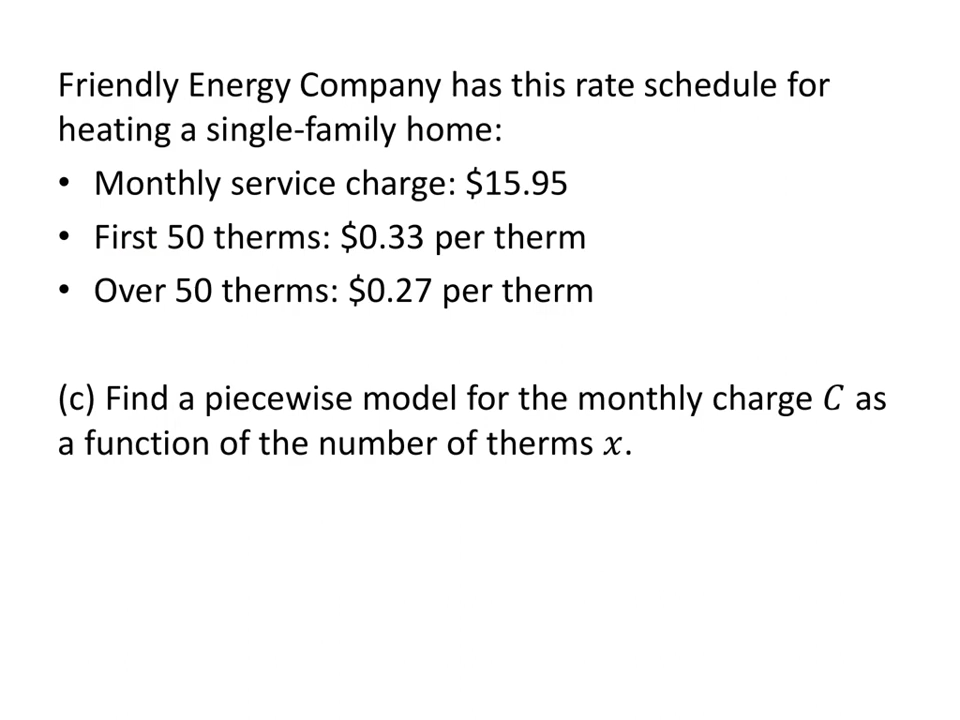 Friendly Energy Company has this rate schedule for
heating a single-family home:
• Monthly service charge: $15.95
• First 50 therms: $0.33 per therm
• Over 50 therms: $0.27 per therm
(c) Find a piecewise model for the monthly charge C as
a function of the number of therms x.